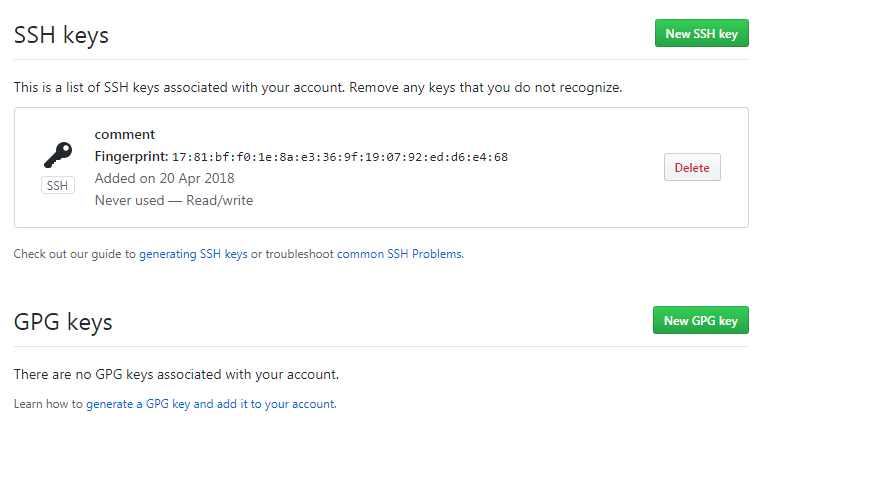 SSH keys
New SSH key
This is a list of SSH keys associated with your account. Remove any keys that you do not recognize.
comment
Fingerprint: 17:81:bf:f0:1e:8a:e3:36:9f:19:07:92:ed:d6:e4:68
SSH
Added on 20 Apr 2018
Never used — Read/write
Delete
Check out our guide to generating SSH keys or troubleshoot common SSH Problems.
GPG keys
New GPG key
There are no GPG keys associated with your account.
Learn how to generate a GPG key and add it to your account.